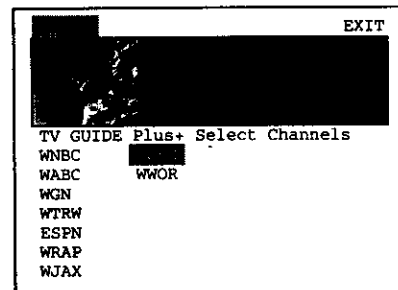 EXIT
TV GUIDE Plus+ Select Channels
WNBC
WABC WWOR
WGN
WTRW
ESPN
WRAP
WJAX